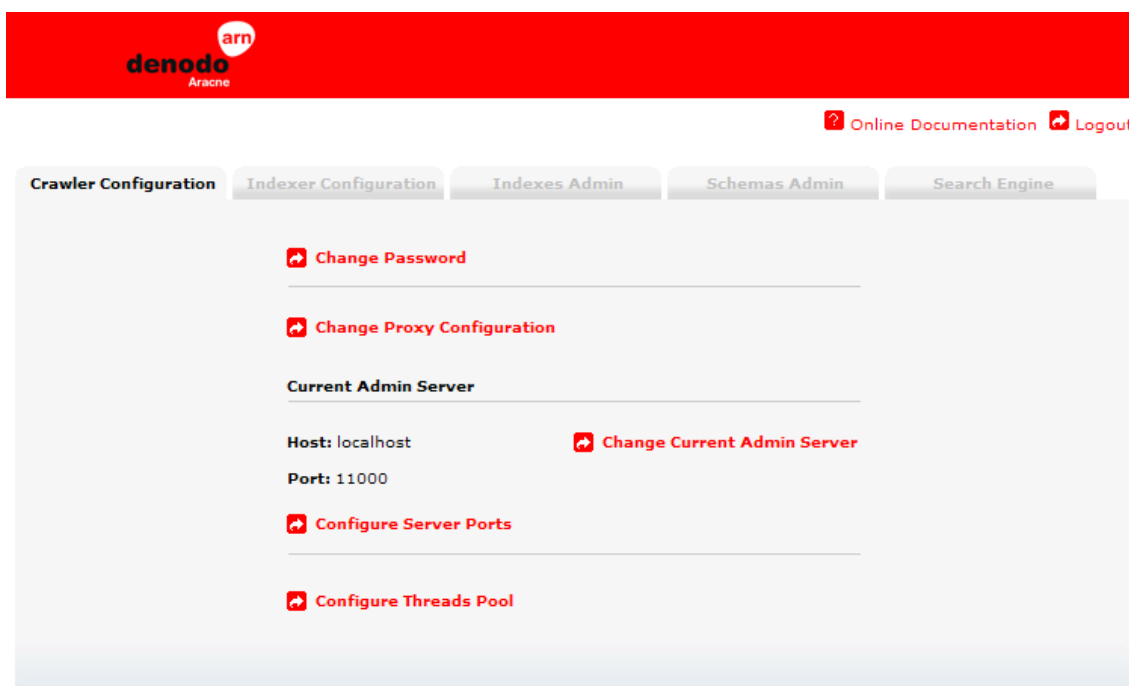 arn
denodo
Aracne
? Online Documentation Logout
Crawler Configuration Indexer Configuration Indexes Admin Schemas Admin Search Engine
Change Password
Change Proxy Configuration
Current Admin Server
Host: localhost Change Current Admin Server
Port: 11000
Configure Server Ports
Configure Threads Pool